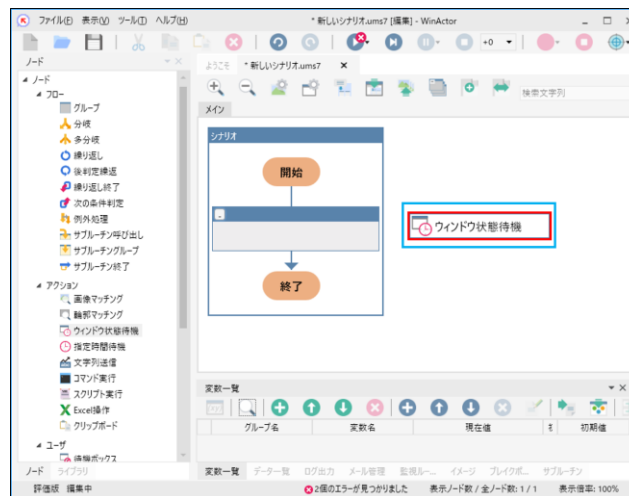 ファイル(F) 表示(V) ツール(T) ヘルプ(H)
* 新しいシナリオ.ums7 [編集] - WinActor
+0
ノード
ようこそ
* 新しいシナリオ.ums7
検索文字列
メイン
ノード
フロー
グループ
分岐
多分岐
繰り返し
後判定繰返
繰り返し終了
次の条件判定
例外処理
サブルーチン呼び出し
サブルーチングループ
サブルーチン終了
アクション
画像マッチング
輪郭マッチング
ウィンドウ状態待機
指定時間待機
文字列送信
コマンド実行
スクリプト実行
Excel操作
クリップボード
ユーザ
待機ボックス
ノード ライブラリ
シナリオ
開始
終了
ウィンドウ状態待機
変数一覧
グループ名 変数名 現在値 初期値
変数一覧 データ一覧 ログ出力 メール管理 監視ルー... イメージ ブレイクポ... サブルーチン
評価版 編集中
2個のエラーが見つかりました 表示ノード数 / 全ノード数: 1 / 1 表示倍率: 100%